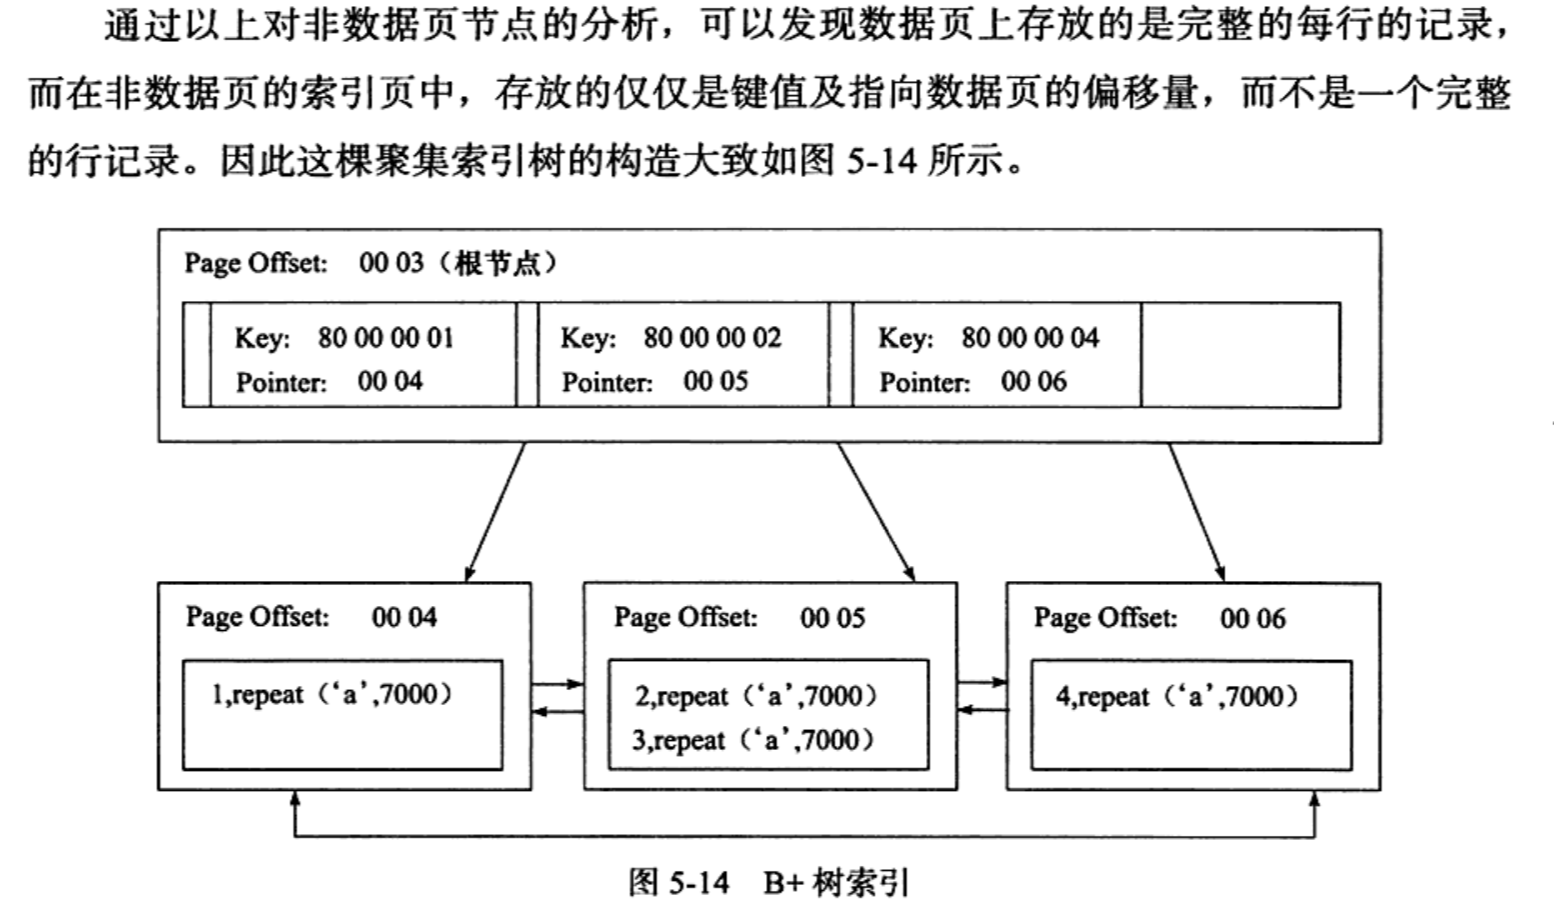 通过以上对非数据页节点的分析，可以发现数据页上存放的是完整的每行的记录，
而在非数据页的索引页中，存放的仅仅是键值及指向数据页的偏移量，而不是一个完整
的行记录。因此这棵聚集索引树的构造大致如图 5-14 所示。
Page Offset: 00 03（根节点）
Key: 80 00 00 01 Key: 80 00 00 02 Key: 80 00 00 04
Pointer: 00 04 Pointer: 00 05 Pointer: 00 06
Page Offset: 00 04
1,repeat（‘a’,7000）
Page Offset: 00 05
2,repeat（‘a’,7000）
3,repeat（‘a’,7000）
Page Offset: 00 06
4,repeat（‘a’,7000）
图 5-14 B+ 树索引